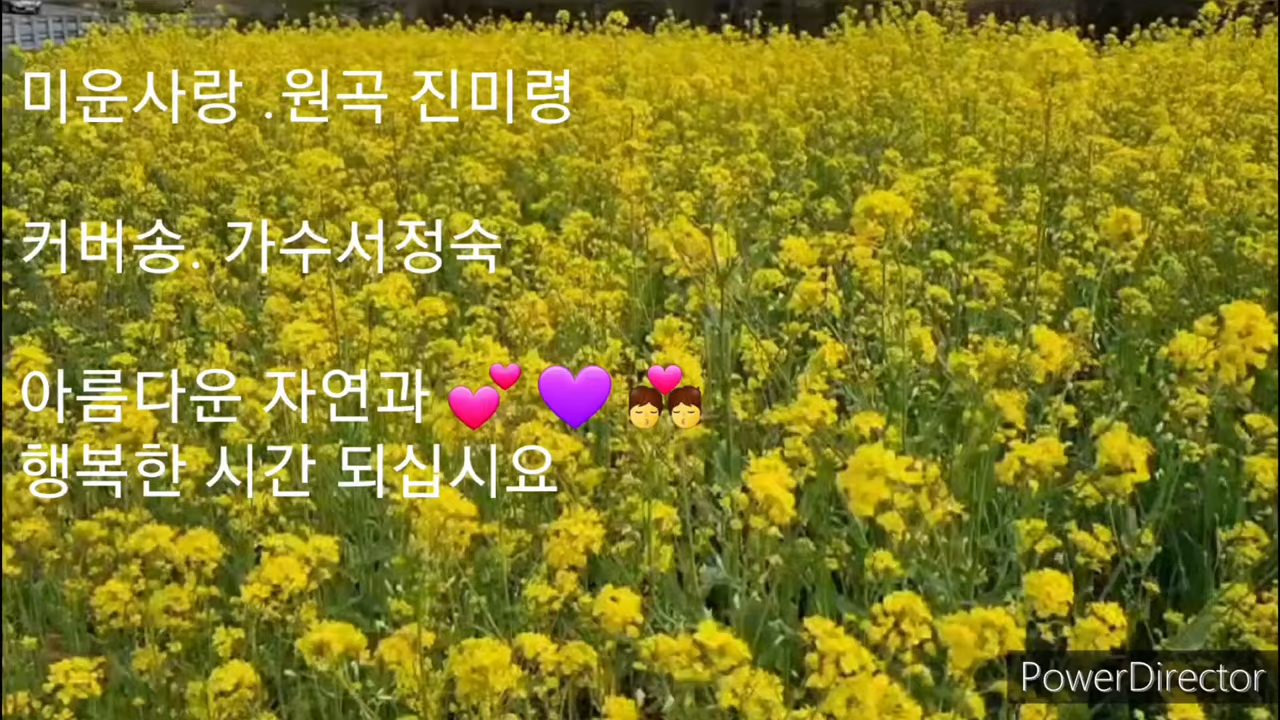 미운사랑 .원곡 진미령
커버송. 가수서정숙
아름다운 자연과 💕 💜 💏
행복한 시간 되십시요
PowerDirector